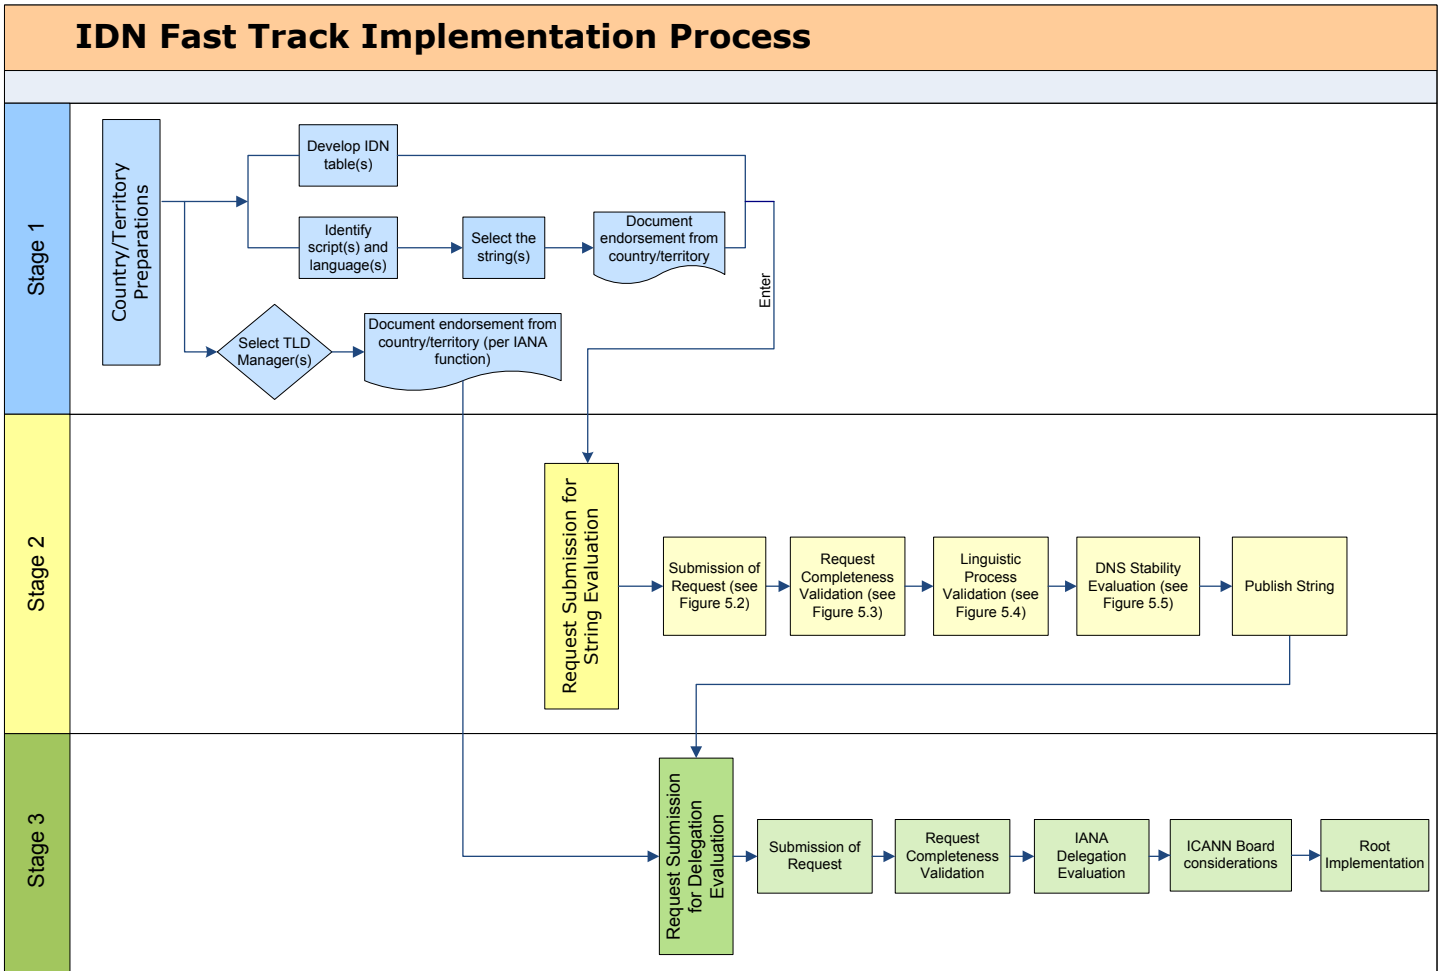 IDN Fast Track Implementation Process
Stage 1
Country/Territory
Preparations
Develop IDN
table(s)
Identify
script(s) and
language(s)
Select the
string(s)
Document
endorsement from
country/territory
Enter
Select TLD
Manager(s)
Document endorsement from
country/territory (per IANA
function)
Stage 2
Request Submission for
String Evaluation
Submission of
Request (see
Figure 5.2)
Request
Completeness
Validation (see
Figure 5.3)
Linguistic
Process
Validation (see
Figure 5.4)
DNS Stability
Evaluation (see
Figure 5.5)
Publish String
Stage 3
Request Submission
for Delegation
Evaluation
Submission of
Request
Request
Completeness
Validation
IANA
Delegation
Evaluation
ICANN Board
considerations
Root
Implementation